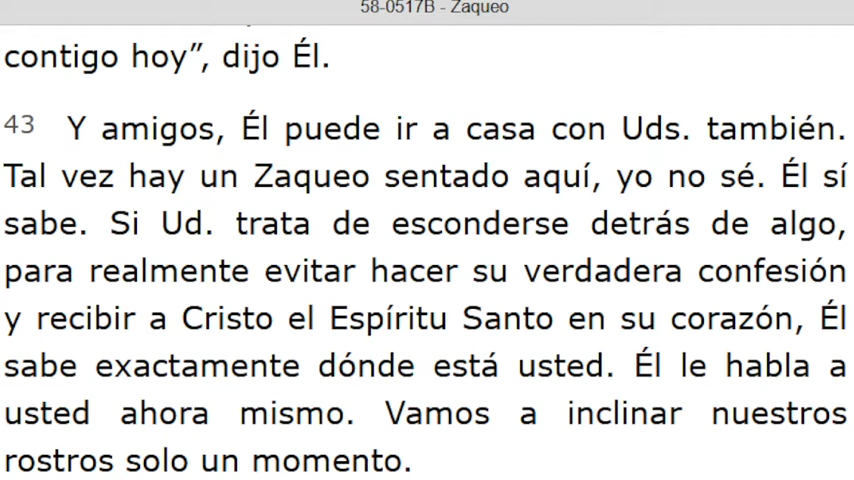 58-0517B - Zaqueo
contigo hoy”, dijo Él.
43 Y amigos, Él puede ir a casa con Uds. también.
Tal vez hay un Zaqueo sentado aquí, yo no sé. Él sí
sabe. Si Ud. trata de esconderse detrás de algo,
para realmente evitar hacer su verdadera confesión
y recibir a Cristo el Espíritu Santo en su corazón, Él
sabe exactamente dónde está usted. Él le habla a
usted ahora mismo. Vamos a inclinar nuestros
rostros solo un momento.